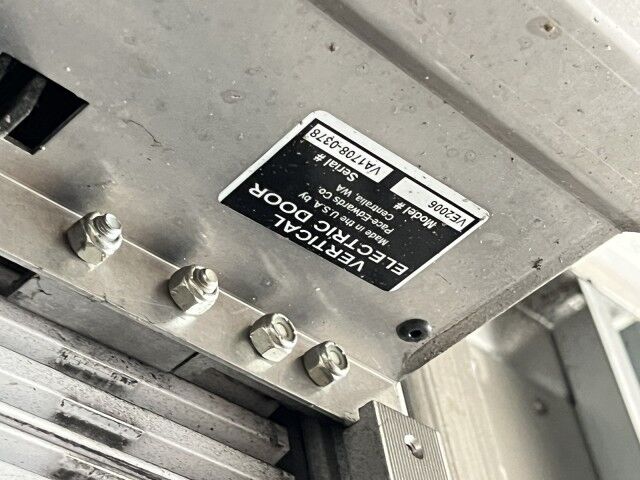 VERTICAL
ELECTRIC DOOR
Made in the U.S.A. by
Pace-Edwards Co.
Centralia WA
Model #
VE2006
Serial #
VA1708-0378